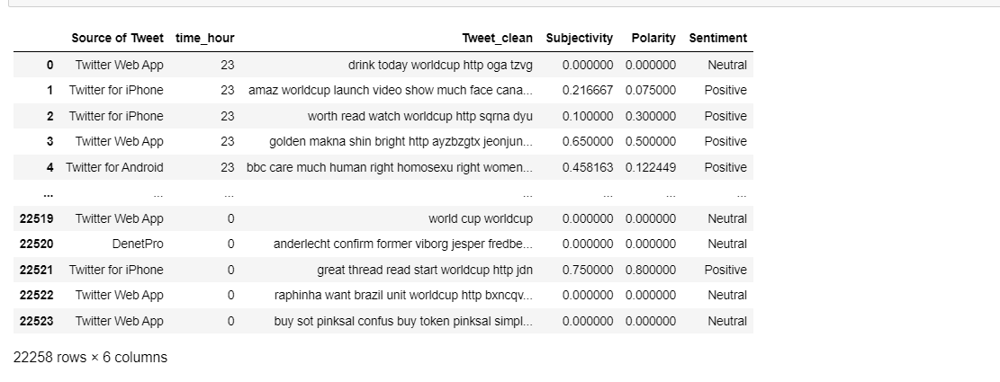 Source of Tweet time_hour Tweet_clean Subjectivity Polarity Sentiment
0 Twitter Web App 23 drink today worldcup http oga tzvg 0.000000 0.000000 Neutral
1 Twitter for iPhone 23 amaz worldcup launch video show much face cana... 0.216667 0.075000 Positive
2 Twitter for iPhone 23 worth read watch worldcup http sqrna dyu 0.100000 0.300000 Positive
3 Twitter Web App 23 golden makna shin bright http ayzbzgtx jeonjun... 0.650000 0.500000 Positive
4 Twitter for Android 23 bbc care much human right homosexu right women... 0.458163 0.122449 Positive
... ... ... ... ... ... ...
22519 Twitter Web App 0 world cup worldcup 0.000000 0.000000 Neutral
22520 DenetPro 0 anderlecht confirm former viborg jesper fredbe... 0.000000 0.000000 Neutral
22521 Twitter for iPhone 0 great thread read start worldcup http jdn 0.750000 0.800000 Positive
22522 Twitter Web App 0 raphinha want brazil unit worldcup http bxncqv... 0.000000 0.000000 Neutral
22523 Twitter Web App 0 buy sot pinksal confus buy token pinksal simpl... 0.000000 0.000000 Neutral
22258 rows × 6 columns